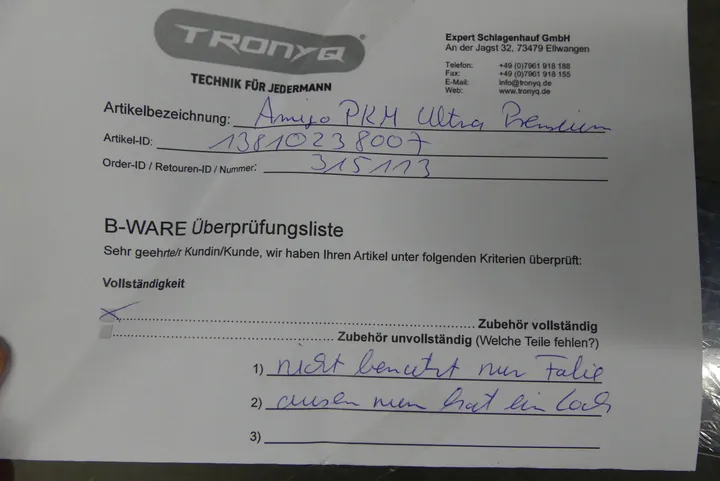 TRONYQ
®
TECHNIK FÜR JEDERMANN
Expert Schlagenhauf GmbH
An der Jagst 32, 73479 Ellwangen
Telefon: +49 (0)7961 918 188
Fax: +49 (0)7961 918 155
E-Mail: info@tronyq.de
Web: www.tronyq.de
Artikelbezeichnung: Amigo PKM Ultra Premium
Artikel-ID: 13810238007
Order-ID / Retouren-ID / Nummer: 315113
B-WARE Überprüfungsliste
Sehr geehrte/r Kundin/Kunde, wir haben Ihren Artikel unter folgenden Kriterien überprüft:
Vollständigkeit
Zubehör vollständig
Zubehör unvollständig (Welche Teile fehlen?)
1) nicht benutzt nur Folie
2) ausen nun hat ein Loch
3)